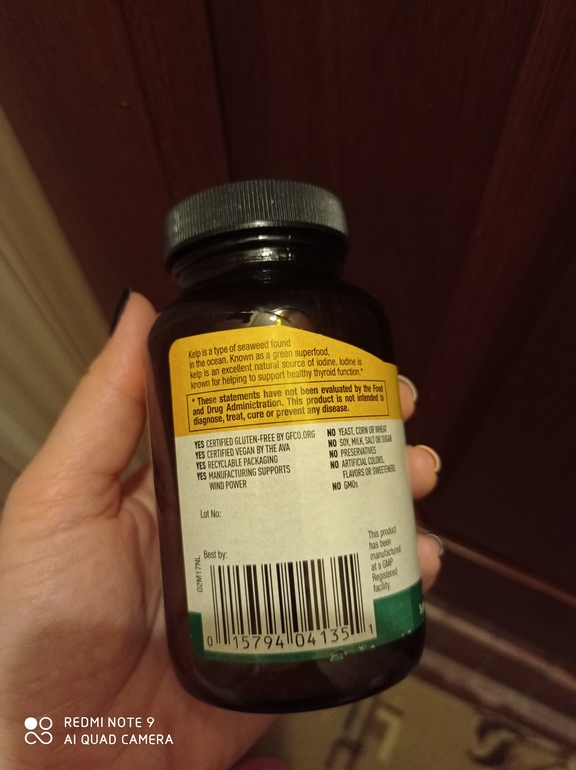 Kelp is a type of seaweed found
in the ocean. Known as a green superfood,
kelp is an excellent natural source of iodine. Iodine is
known for helping to support healthy thyroid function.*
* These statements have not been evaluated by the Food
and Drug Administration. This product is not intended to
diagnose, treat, cure or prevent any disease.
YES CERTIFIED GLUTEN-FREE BY GFCO.ORG
YES CERTIFIED VEGAN BY THE AVA
YES RECYCLABLE PACKAGING
YES MANUFACTURING SUPPORTS
WIND POWER
NO YEAST, CORN OR WHEAT
NO SOY, MILK, SALT OR SUGAR
NO PRESERVATIVES
NO ARTIFICIAL COLORS,
FLAVORS OR SWEETENERS
NO GMOs
Lot No:
Best by:
02M17NL
This product
has been
manufactured
at a GMP
Registered
facility.
0 15794 04135 1
REDMI NOTE 9
AI QUAD CAMERA